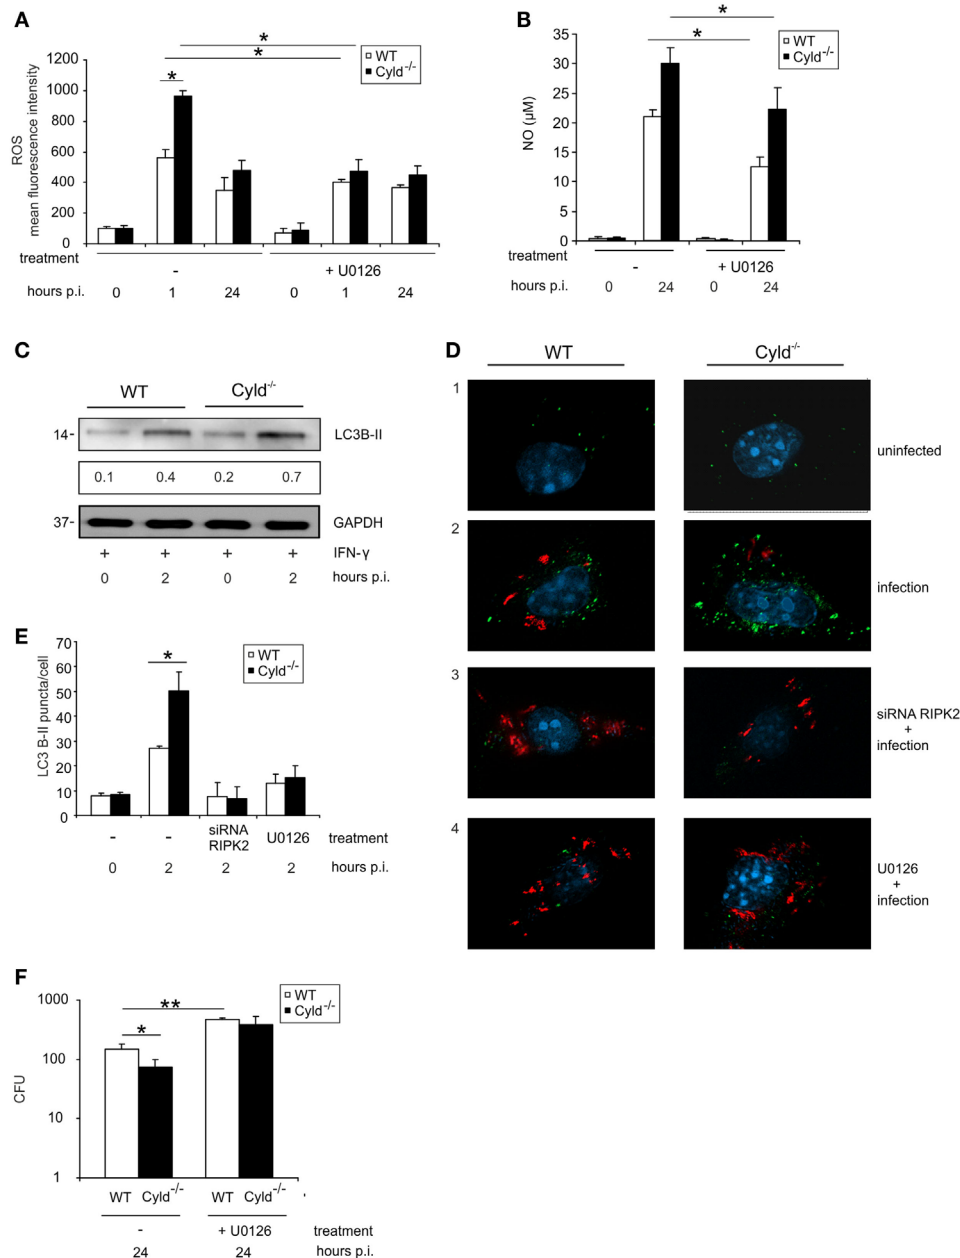 A
*
*
*
WT
Cyld-/-
ROS
mean fluorescence intensity
1200
1000
800
600
400
200
0
treatment
- + U0126
hours p.i. 0 1 24 0 1 24
B
*
*
WT
Cyld-/-
NO (µM)
35
30
25
20
15
10
5
0
treatment
- + U0126
hours p.i. 0 24 0 24
C
WT Cyld-/-
14- LC3B-II
0.1 0.4 0.2 0.7
37- GAPDH
+ + + + IFN-γ
0 2 0 2 hours p.i.
D
WT Cyld-/-
1 uninfected
2 infection
3 siRNA RIPK2
+
infection
4 U0126
+
infection
E
*
WT
Cyld-/-
LC3 B-II puncta/cell
70
60
50
40
30
20
10
0
- - siRNA RIPK2 U0126 treatment
0 2 2 2 hours p.i.
F
**
*
WT
Cyld-/-
CFU
1000
100
10
1
WT Cyld-/- WT Cyld-/-
- + U0126 treatment
24 24 hours p.i.